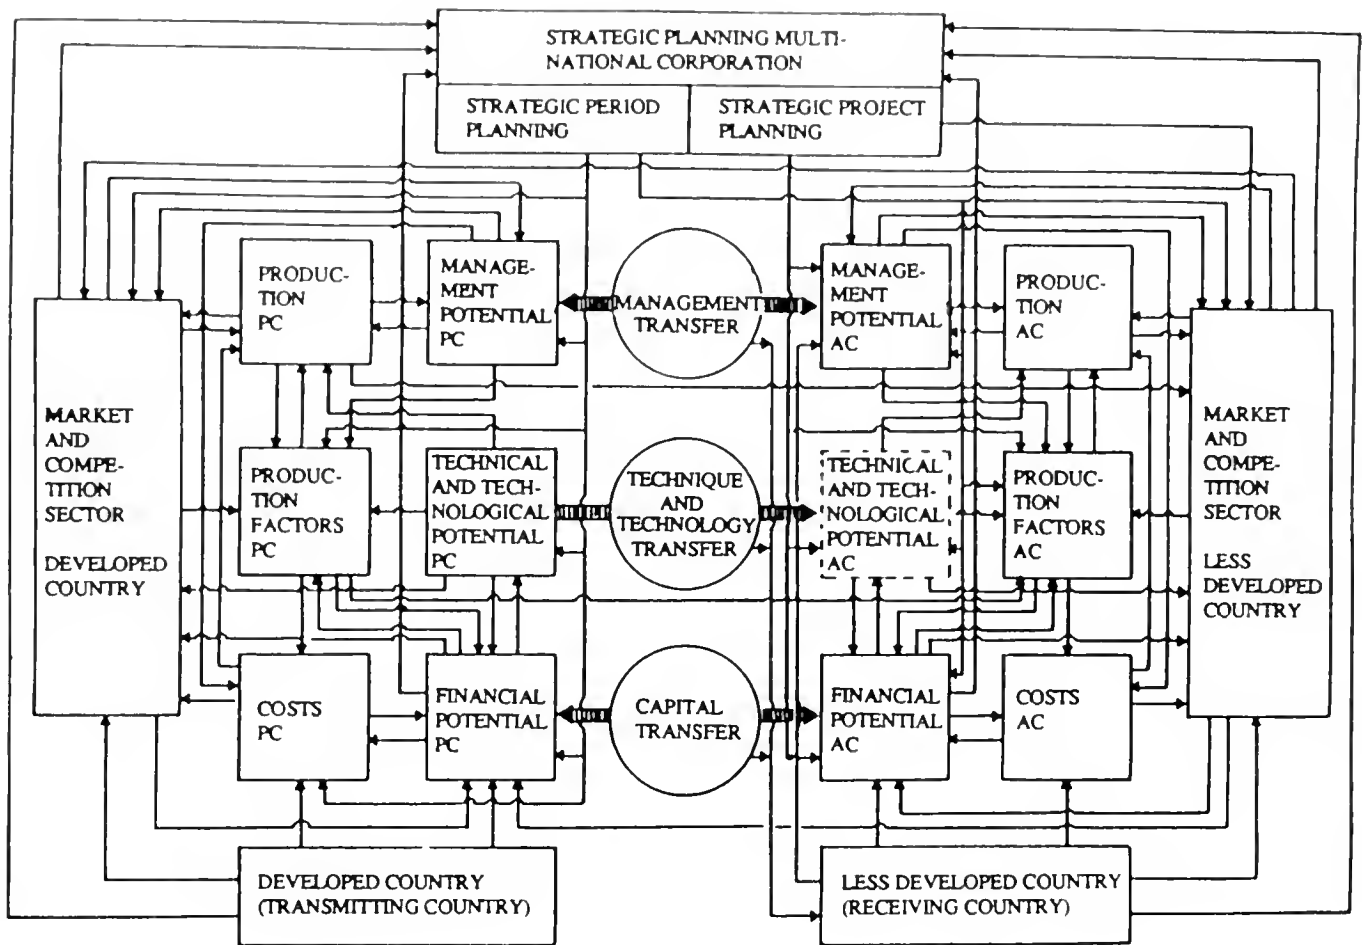 STRATEGIC PLANNING MULTI-
NATIONAL CORPORATION
STRATEGIC PERIOD
PLANNING
STRATEGIC PROJECT
PLANNING
PRODUC-
TION
PC
MANAGE-
MENT
POTENTIAL
PC
MANAGEMENT
TRANSFER
MANAGE-
MENT
POTENTIAL
AC
PRODUC-
TION
AC
MARKET
AND
COMPE-
TITION
SECTOR
DEVELOPED
COUNTRY
PRODUC-
TION
FACTORS
PC
TECHNICAL
AND TECH-
NOLOGICAL
POTENTIAL
PC
TECHNIQUE
AND
TECHNOLOGY
TRANSFER
TECHNICAL
AND TECH-
NOLOGICAL
POTENTIAL
AC
PRODUC-
TION
FACTORS
AC
MARKET
AND
COMPE-
TITION
SECTOR
LESS
DEVELOPED
COUNTRY
COSTS
PC
FINANCIAL
POTENTIAL
PC
CAPITAL
TRANSFER
FINANCIAL
POTENTIAL
AC
COSTS
AC
DEVELOPED COUNTRY
(TRANSMITTING COUNTRY)
LESS DEVELOPED COUNTRY
(RECEIVING COUNTRY)